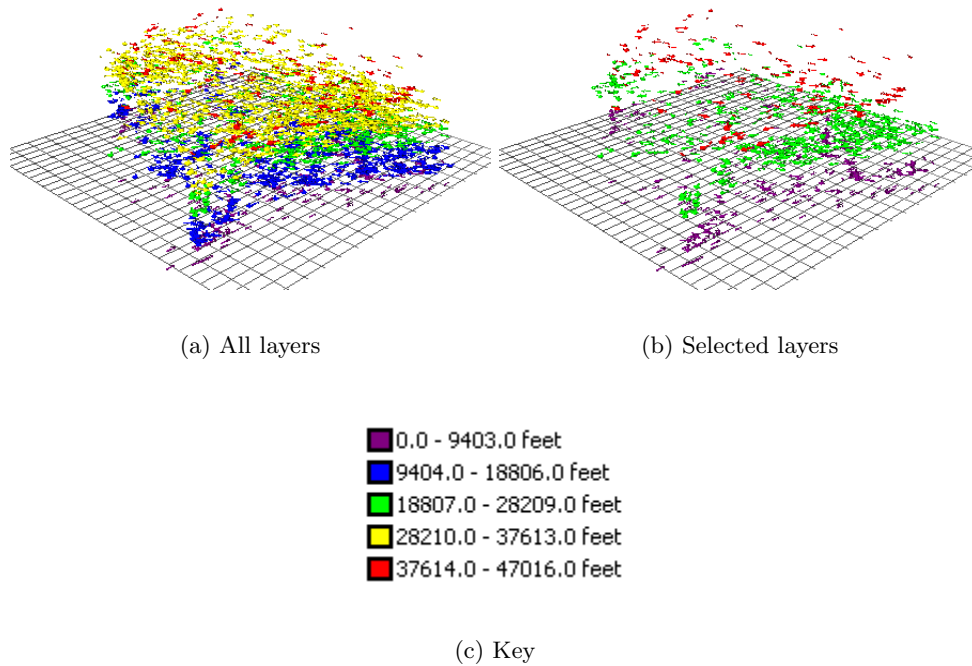 (a) All layers
(b) Selected layers
0.0 - 9403.0 feet
9404.0 - 18806.0 feet
18807.0 - 28209.0 feet
28210.0 - 37613.0 feet
37614.0 - 47016.0 feet
(c) Key